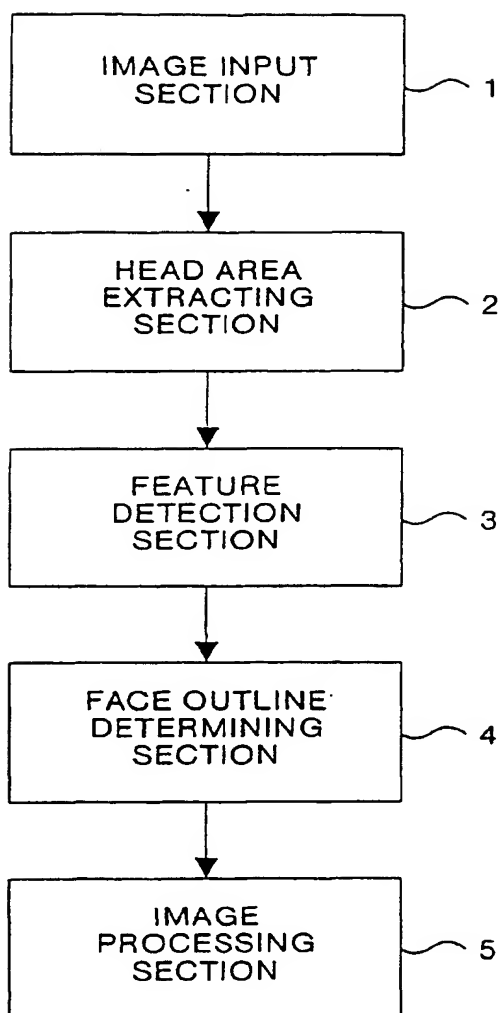 IMAGE INPUT
SECTION
1
HEAD AREA
EXTRACTING
SECTION
2
FEATURE
DETECTION
SECTION
3
FACE OUTLINE
DETERMINING
SECTION
4
IMAGE
PROCESSING
SECTION
5